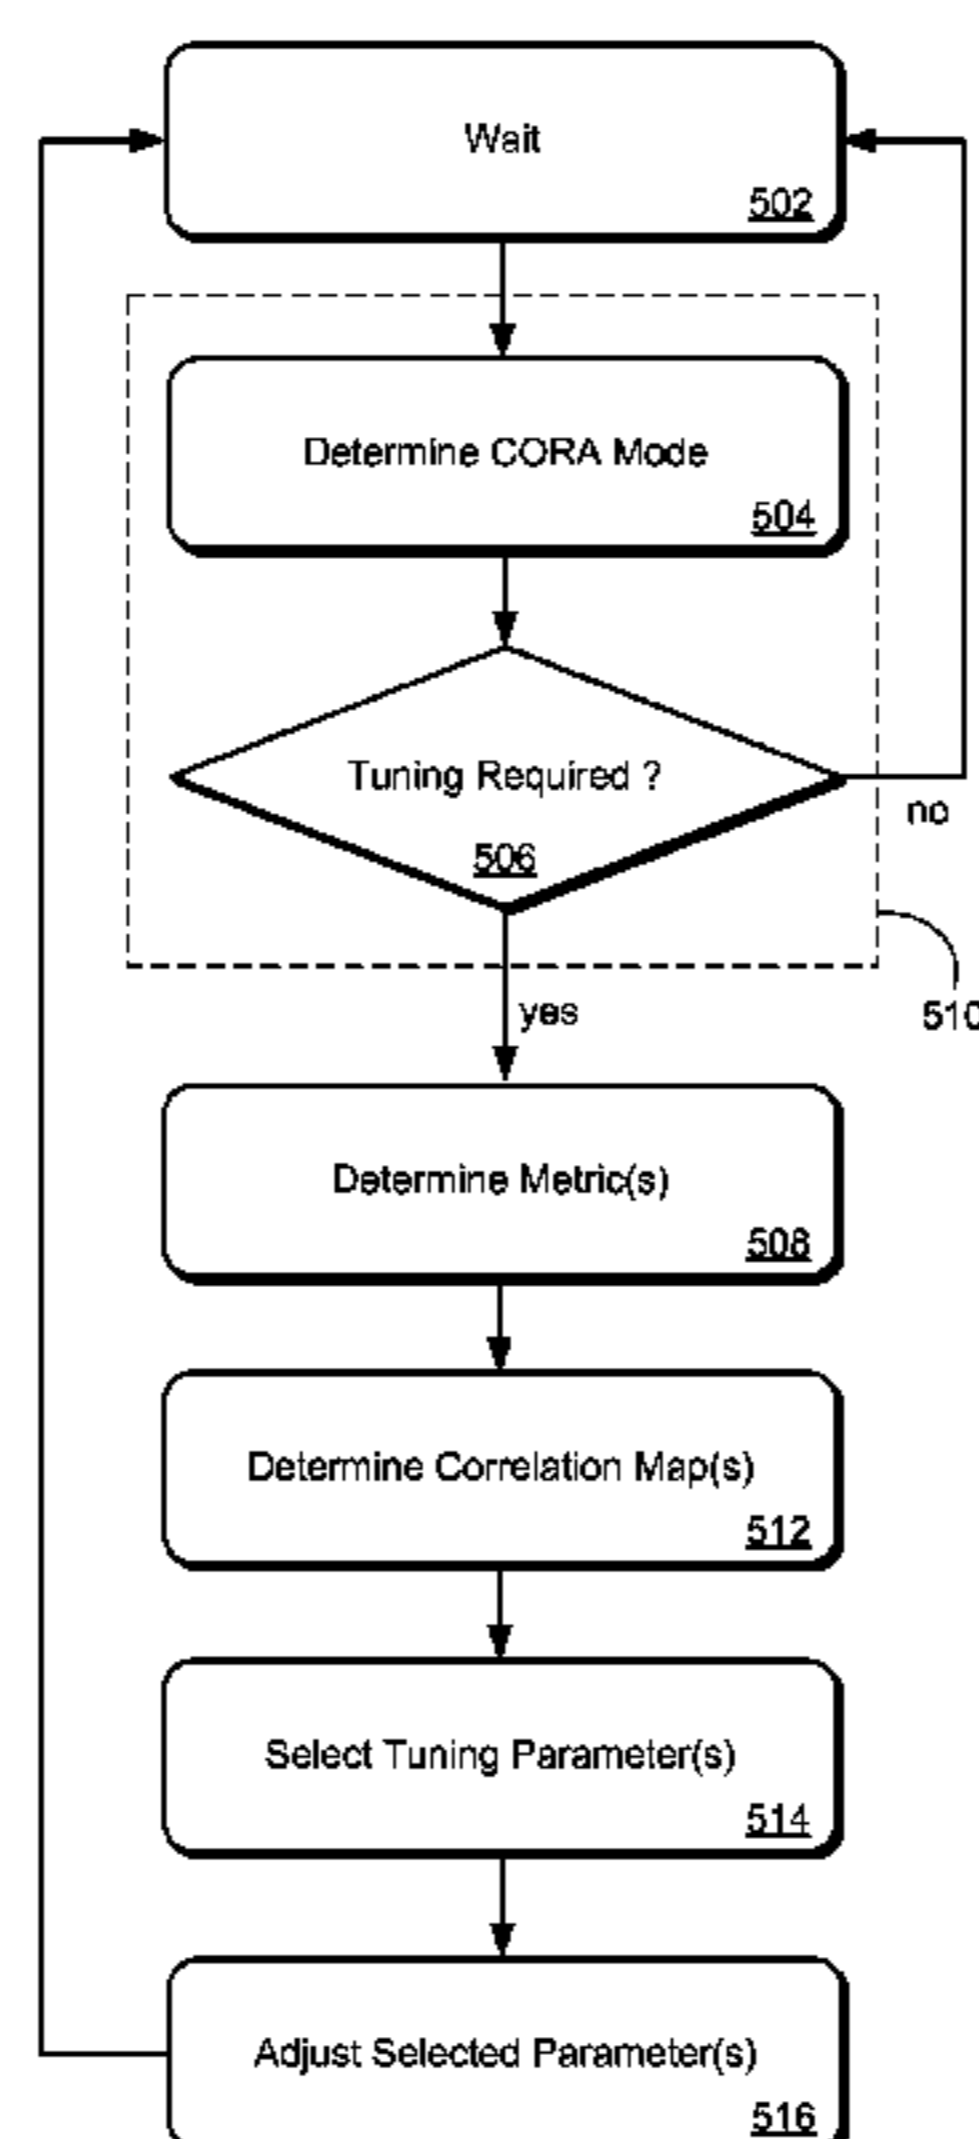 Wait
502
Determine CORA Mode
504
Tuning Required ?
506
no
510
yes
Determine Metric(s)
508
Determine Correlation Map(s)
512
Select Tuning Parameter(s)
514
Adjust Selected Parameter(s)
516